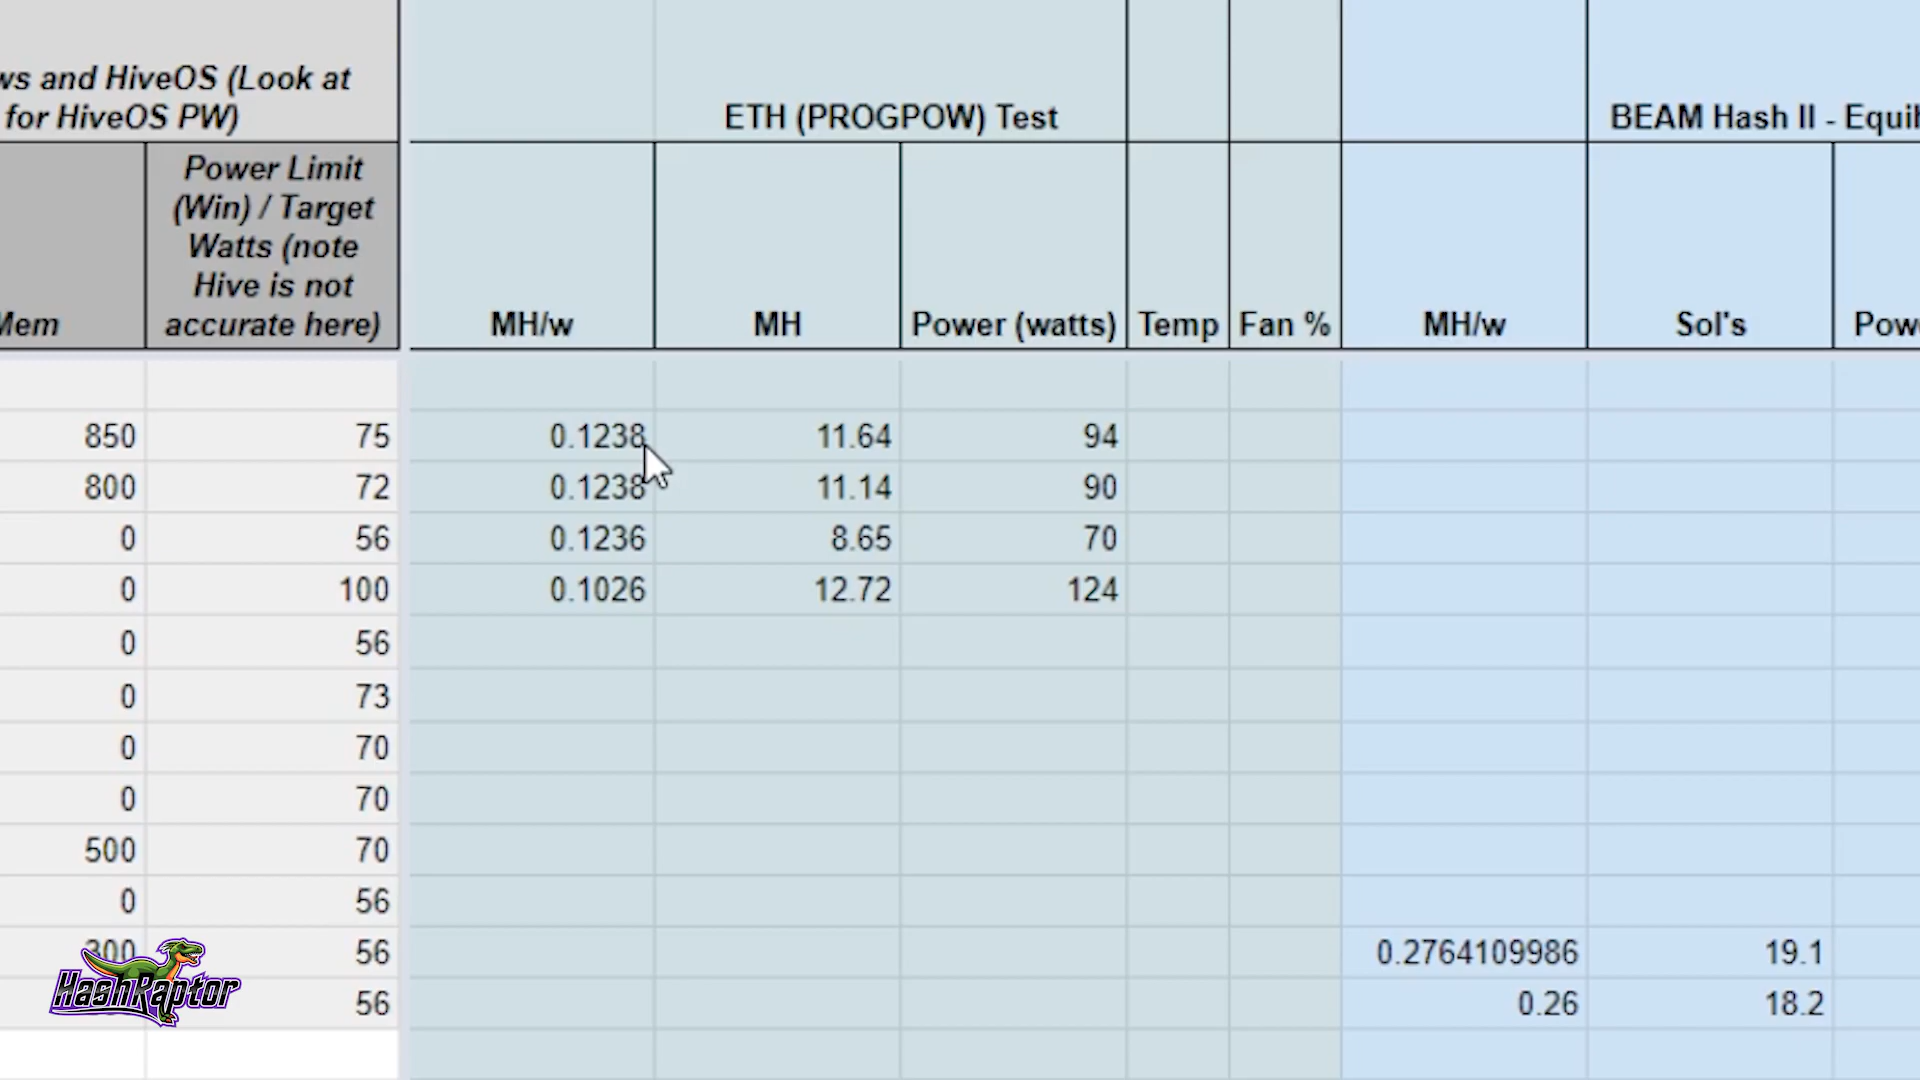 ws and HiveOS (Look at
for HiveOS PW)
ETH (PROGPOW) Test
BEAM Hash II - Equih
Mem
Power Limit
(Win) / Target
Watts (note
Hive is not
accurate here)
MH/w
MH
Power (watts)
Temp
Fan %
MH/w
Sol's
Pow
850 75 0.1238 11.64 94
800 72 0.1238 11.14 90
0 56 0.1236 8.65 70
0 100 0.1026 12.72 124
0 56
0 73
0 70
0 70
500 70
0 56
300 56 0.2764109986 19.1
56 0.26 18.2
HashRaptor